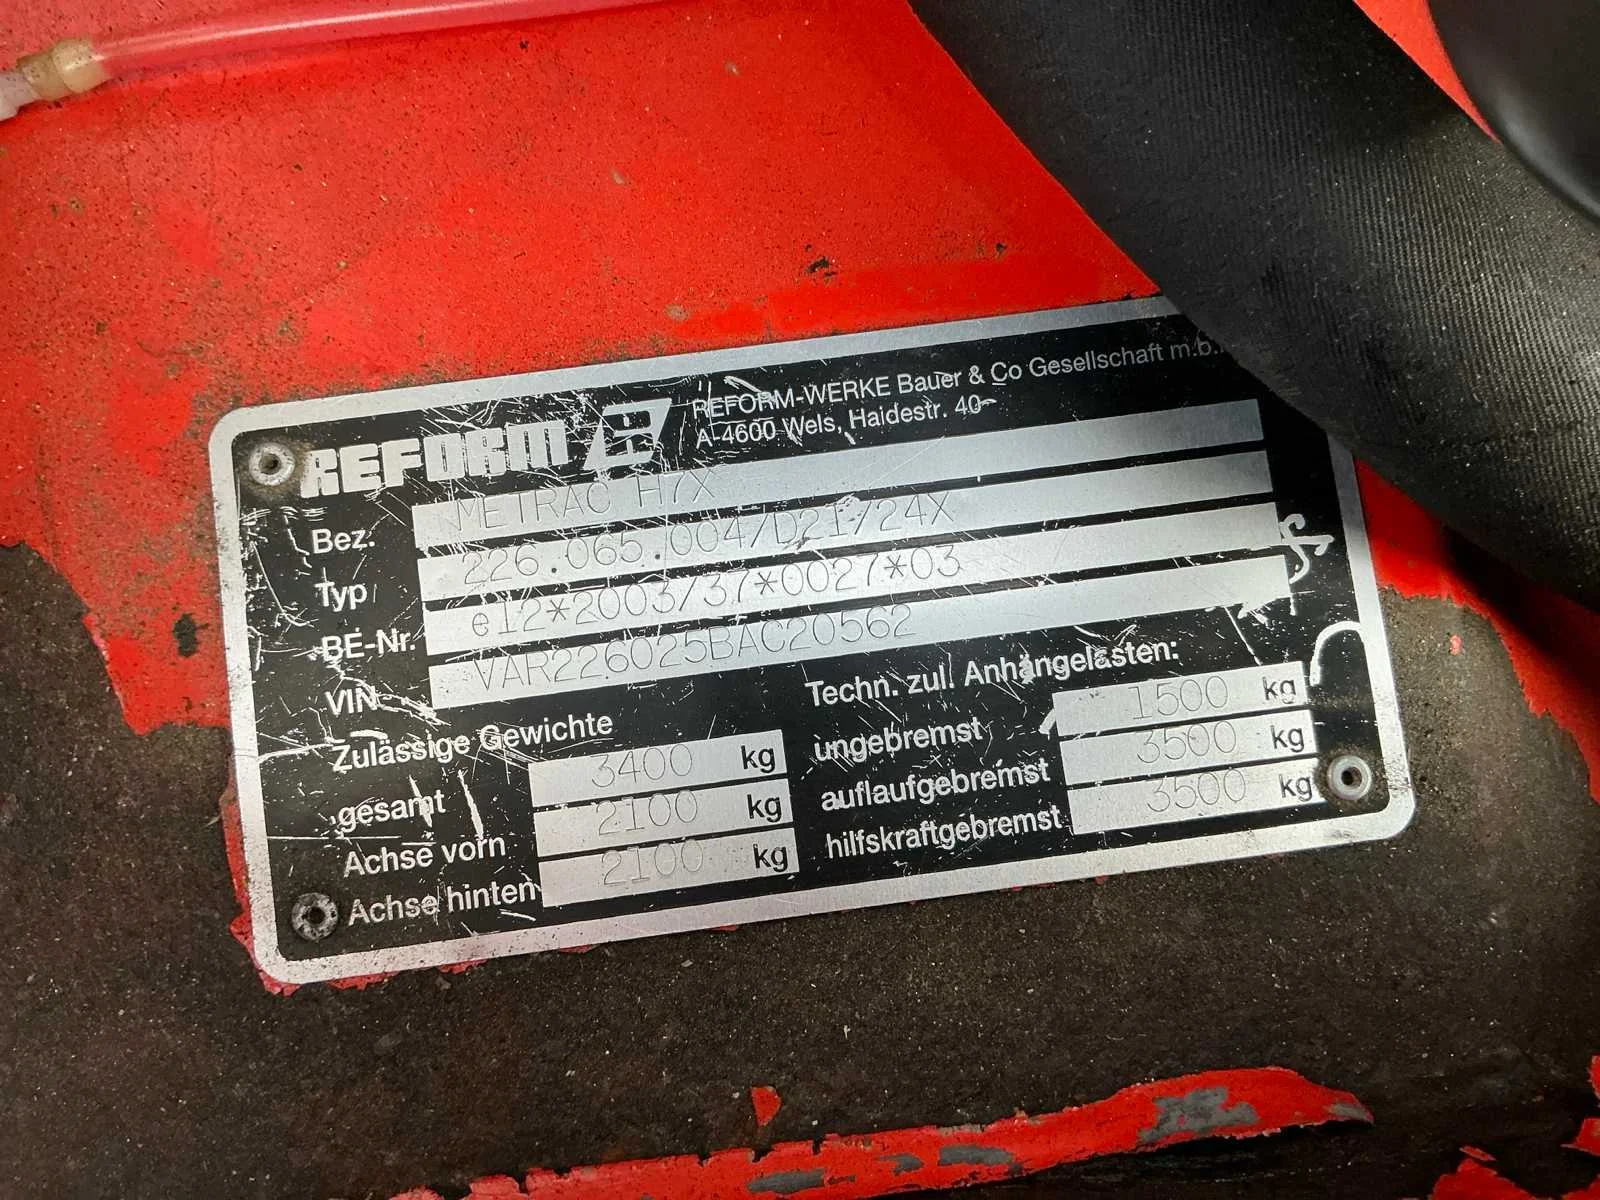 REFORM
REFORM-WERKE Bauer & Co Gesellschaft m.b.
A-4600 Wels, Haidestr. 40
Bez. METRAC H7X
Typ 226.065.004/D21/24X
BE-Nr. e12*2003/37*0027*03
VIN VAR226025BAC20562
Zulässige Gewichte
gesamt 3400 kg
Achse vorn 2100 kg
Achse hinten 2100 kg
Techn. zul. Anhängelasten:
ungebremst 1500 kg
auflaufgebremst 3500 kg
hilfskraftgebremst 3500 kg